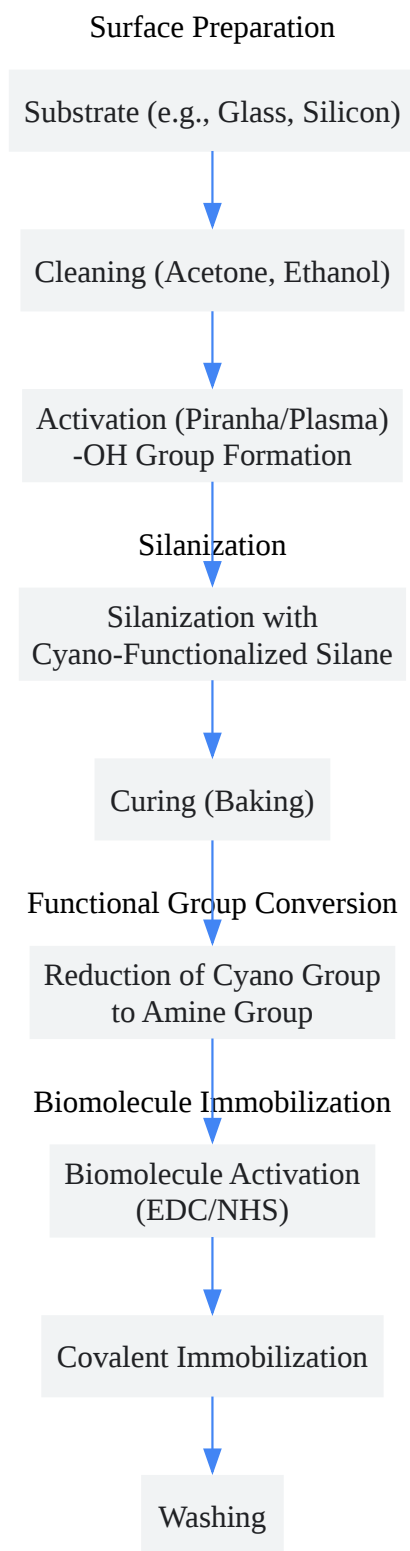 Surface Preparation
Substrate (e.g., Glass, Silicon)
Cleaning (Acetone, Ethanol)
Activation (Piranha/Plasma)
-OH Group Formation
Silanization
Silanization with
Cyano-Functionalized Silane
Curing (Baking)
Functional Group Conversion
Reduction of Cyano Group
to Amine Group
Biomolecule Immobilization
Biomolecule Activation
(EDC/NHS)
Covalent Immobilization
Washing